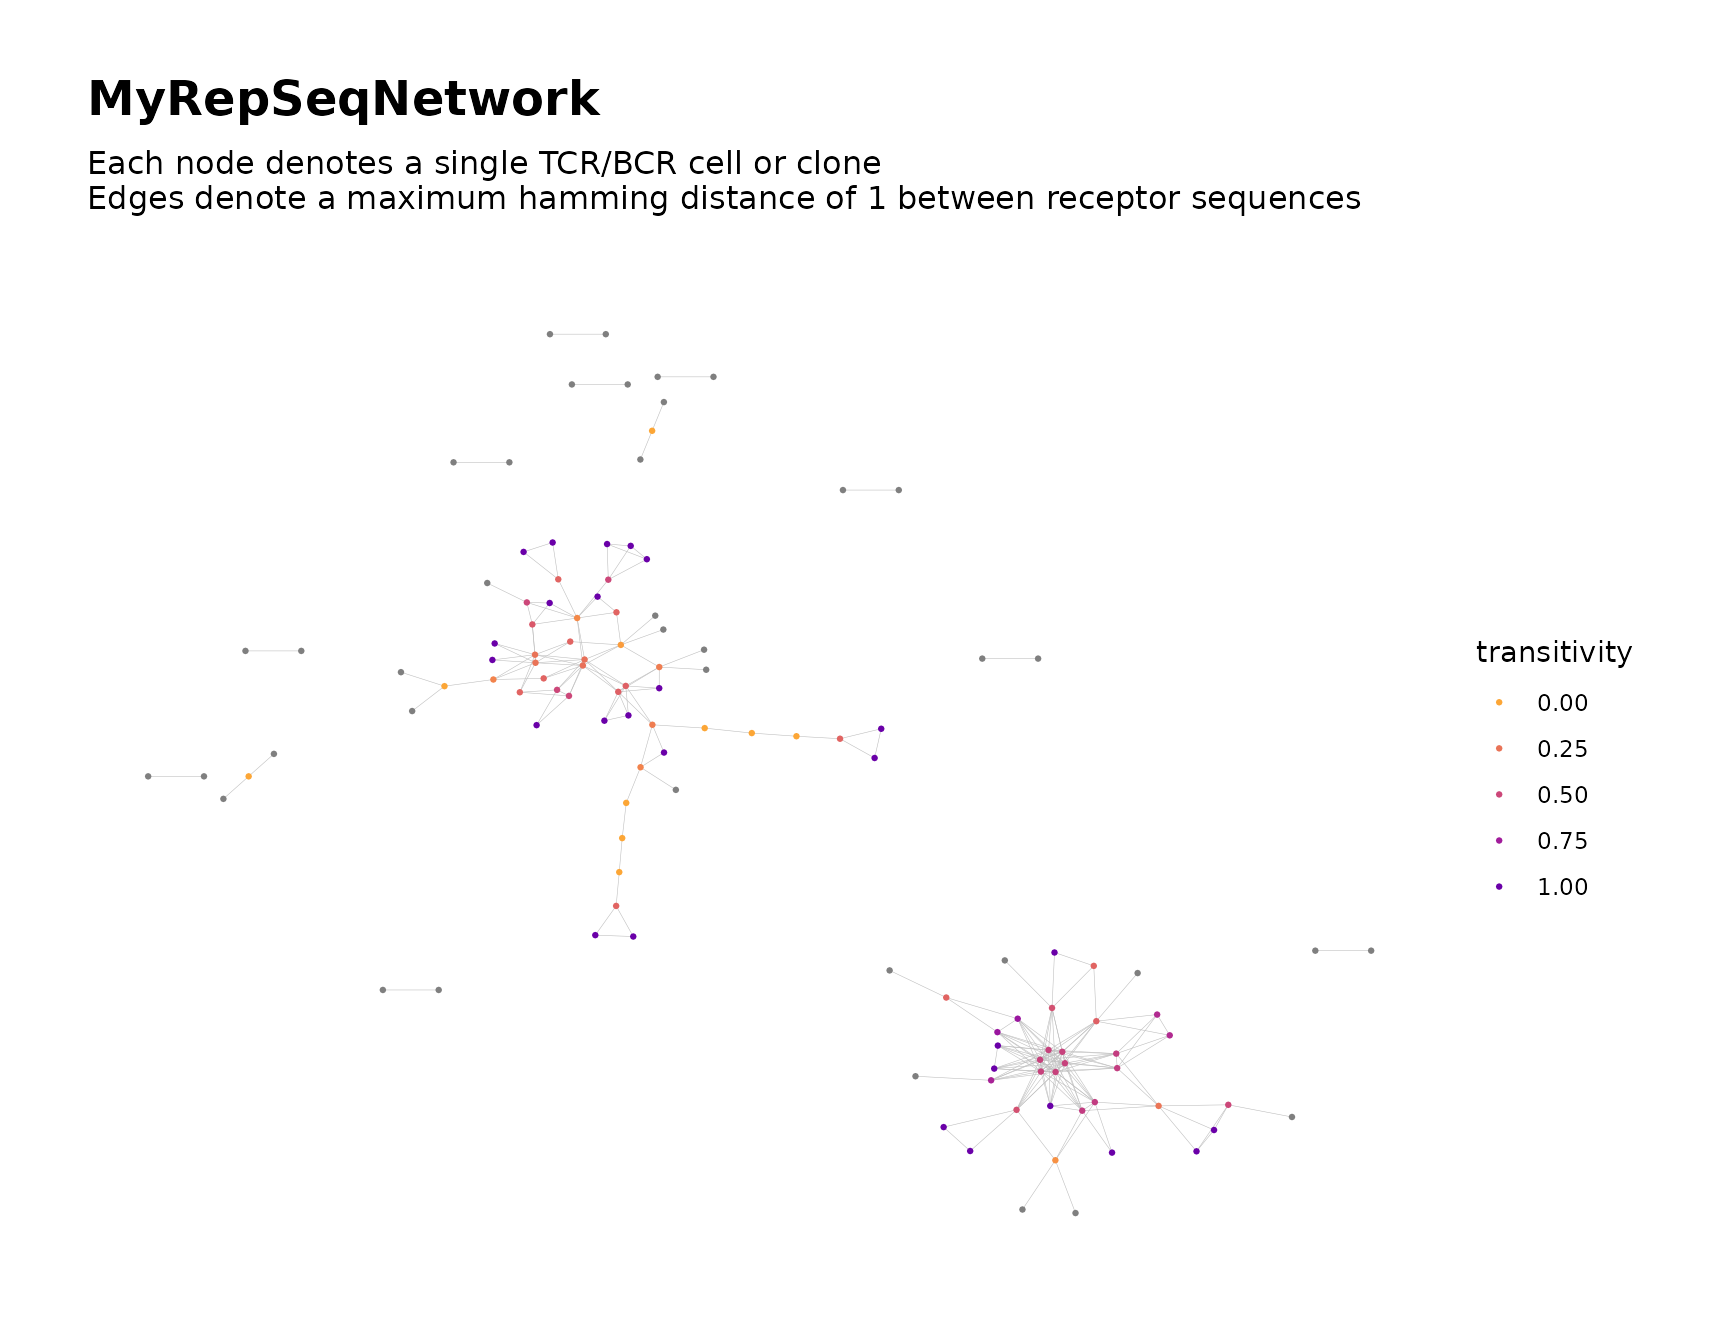 MyRepSeqNetwork
Each node denotes a single TCR/BCR cell or clone
Edges denote a maximum hamming distance of 1 between receptor sequences
transitivity
0.00
0.25
0.50
0.75
1.00